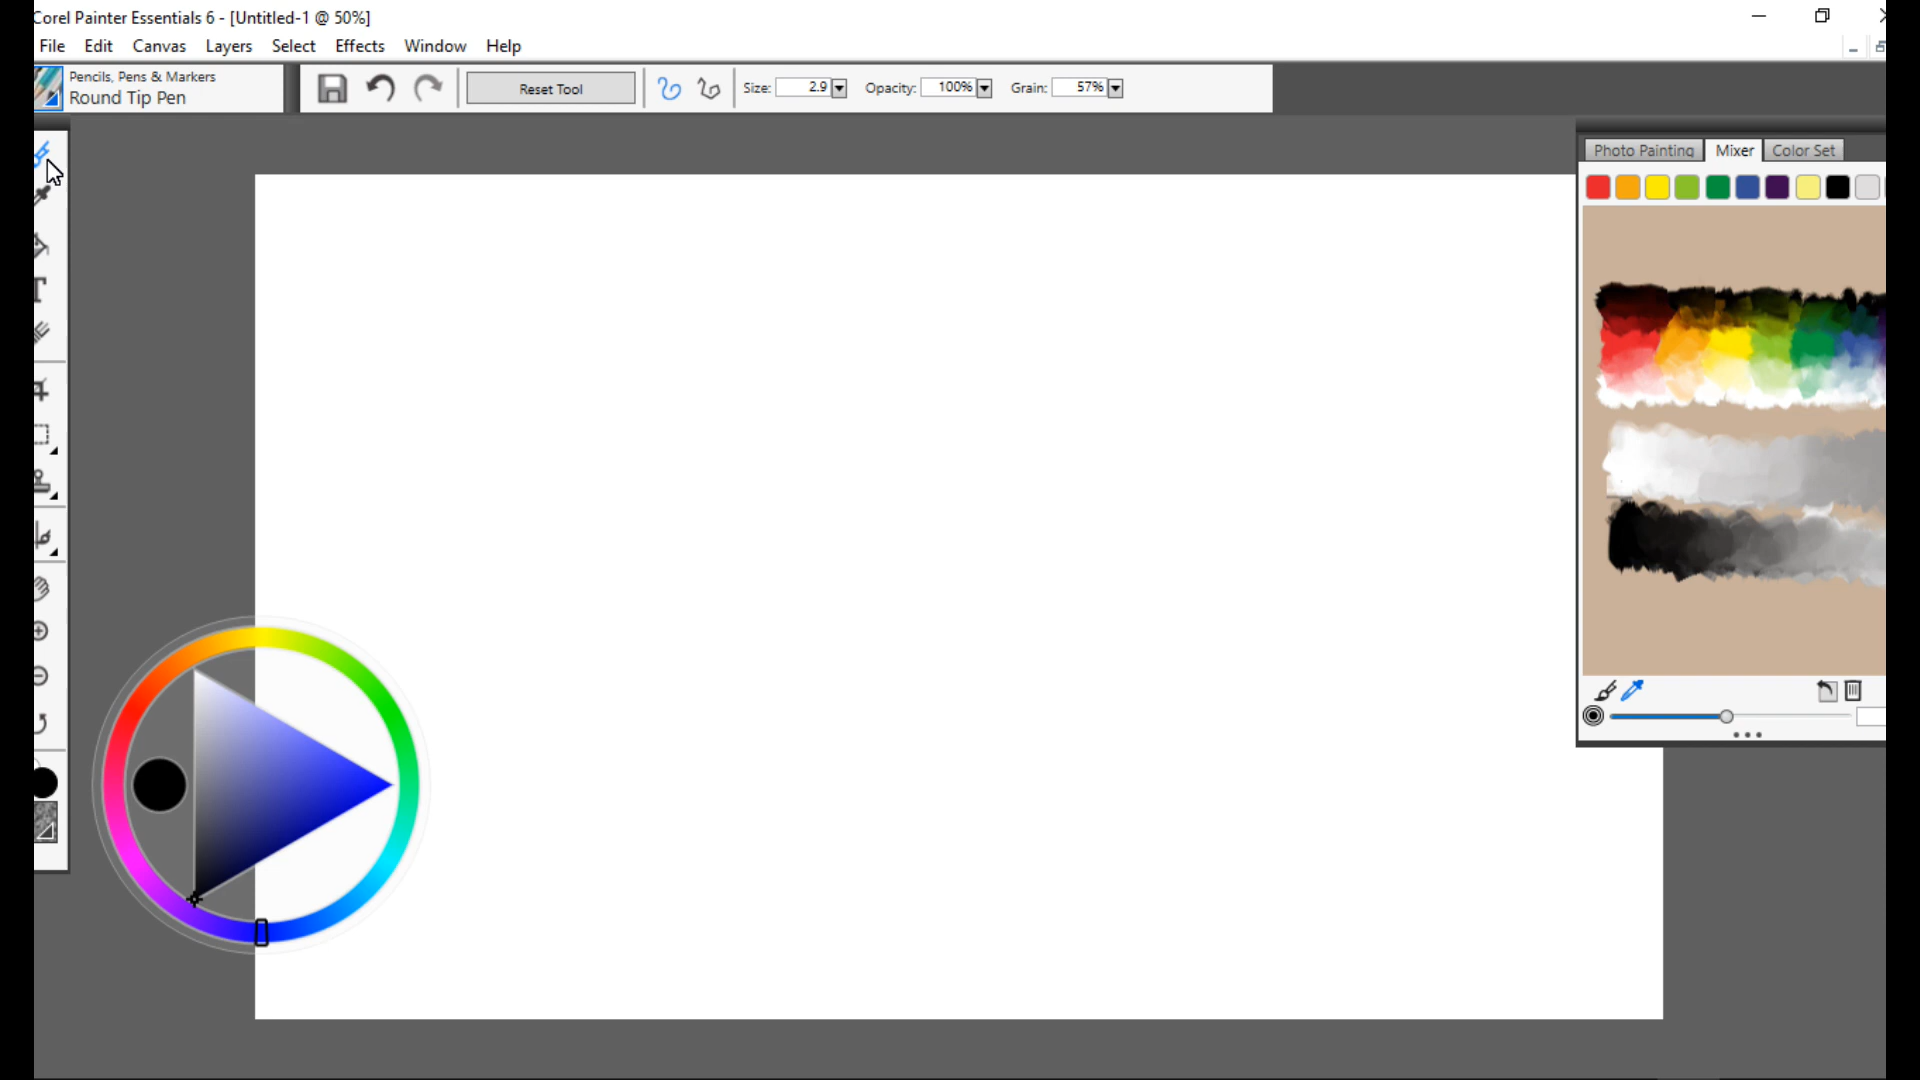 Corel Painter Essentials 6 - [Untitled-1 @ 50%]
File Edit Canvas Layers Select Effects Window Help
Pencils, Pens & Markers
Round Tip Pen
Reset Tool
Size: 2.9 Opacity: 100% Grain: 57%
Photo Painting Mixer Color Set